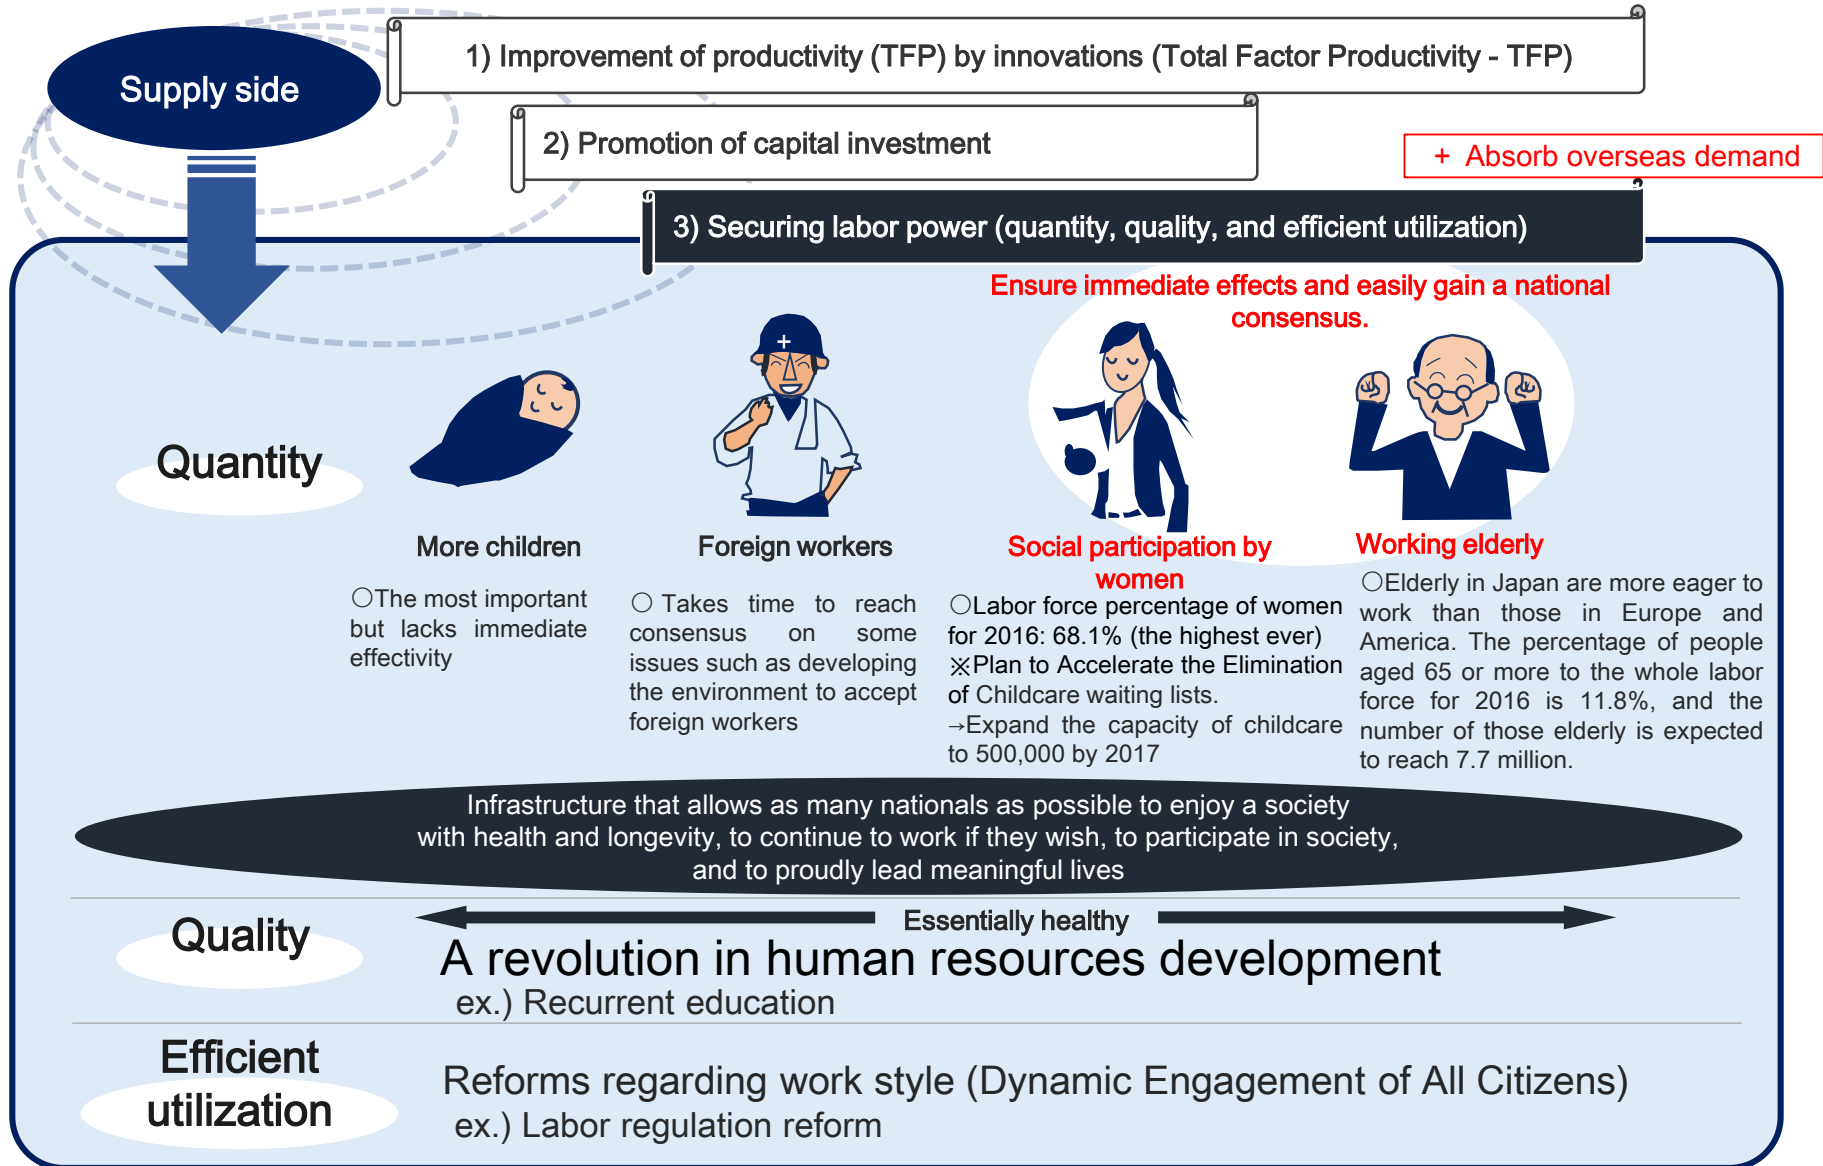 Supply side
1) Improvement of productivity (TFP) by innovations (Total Factor Productivity - TFP)
2) Promotion of capital investment
+ Absorb overseas demand
3) Securing labor power (quantity, quality, and efficient utilization)
Ensure immediate effects and easily gain a national
consensus.
Quantity
More children
○The most important
but lacks immediate
effectivity
Foreign workers
○ Takes time to reach
consensus on some
issues such as developing
the environment to accept
foreign workers
Social participation by
women
○Labor force percentage of women
for 2016: 68.1% (the highest ever)
※Plan to Accelerate the Elimination
of Childcare waiting lists.
→Expand the capacity of childcare
to 500,000 by 2017
Working elderly
○Elderly in Japan are more eager to
work than those in Europe and
America. The percentage of people
aged 65 or more to the whole labor
force for 2016 is 11.8%, and the
number of those elderly is expected
to reach 7.7 million.
Infrastructure that allows as many nationals as possible to enjoy a society
with health and longevity, to continue to work if they wish, to participate in society,
and to proudly lead meaningful lives
Quality
Essentially healthy
A revolution in human resources development
ex.) Recurrent education
Efficient
utilization
Reforms regarding work style (Dynamic Engagement of All Citizens)
ex.) Labor regulation reform